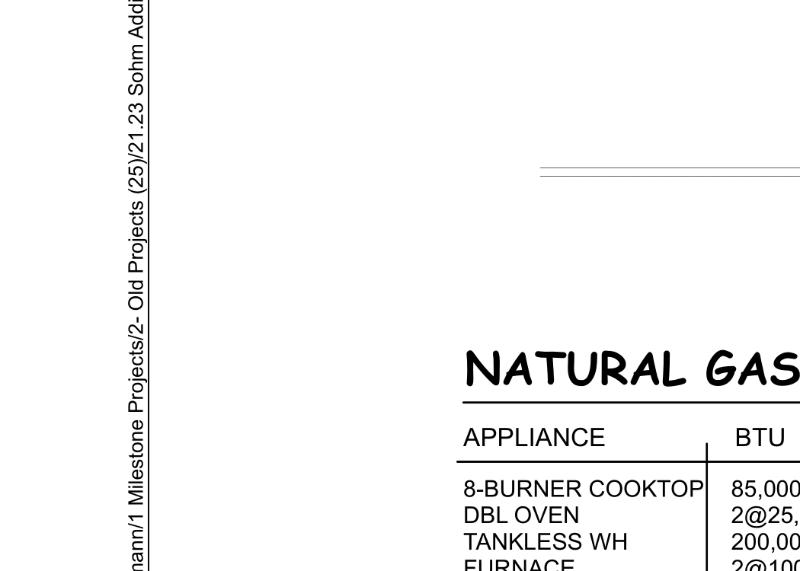 mann/1 Milestone Projects/2- Old Projects (25)/21.23 Sohm Addi
NATURAL GAS
APPLIANCE BTU
8-BURNER COOKTOP 85,000
DBL OVEN 2@25,
TANKLESS WH 200,00
FURNACE 2@100